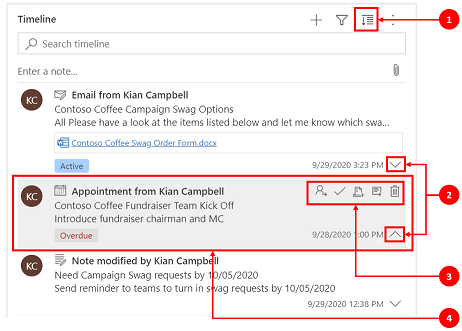 Timeline
1
Search timeline
Enter a note...
KC
Email from Kian Campbell
Contoso Coffee Campaign Swag Options
All Please have a look at the items listed below and let me know which swa...
Contoso Coffee Swag Order Form.docx
Active
9/29/2020 3:23 PM
2
KC
Appointment from Kian Campbell
Contoso Coffee Fundraiser Team Kick Off
Introduce fundraiser chairman and MC
Overdue
9/28/2020 1:00 PM
3
KC
Note modified by Kian Campbell
Need Campaign Swag requests by 10/05/2020
Send reminder to teams to turn in swag requests by 10/05/2020
9/29/2020 12:38 PM
4